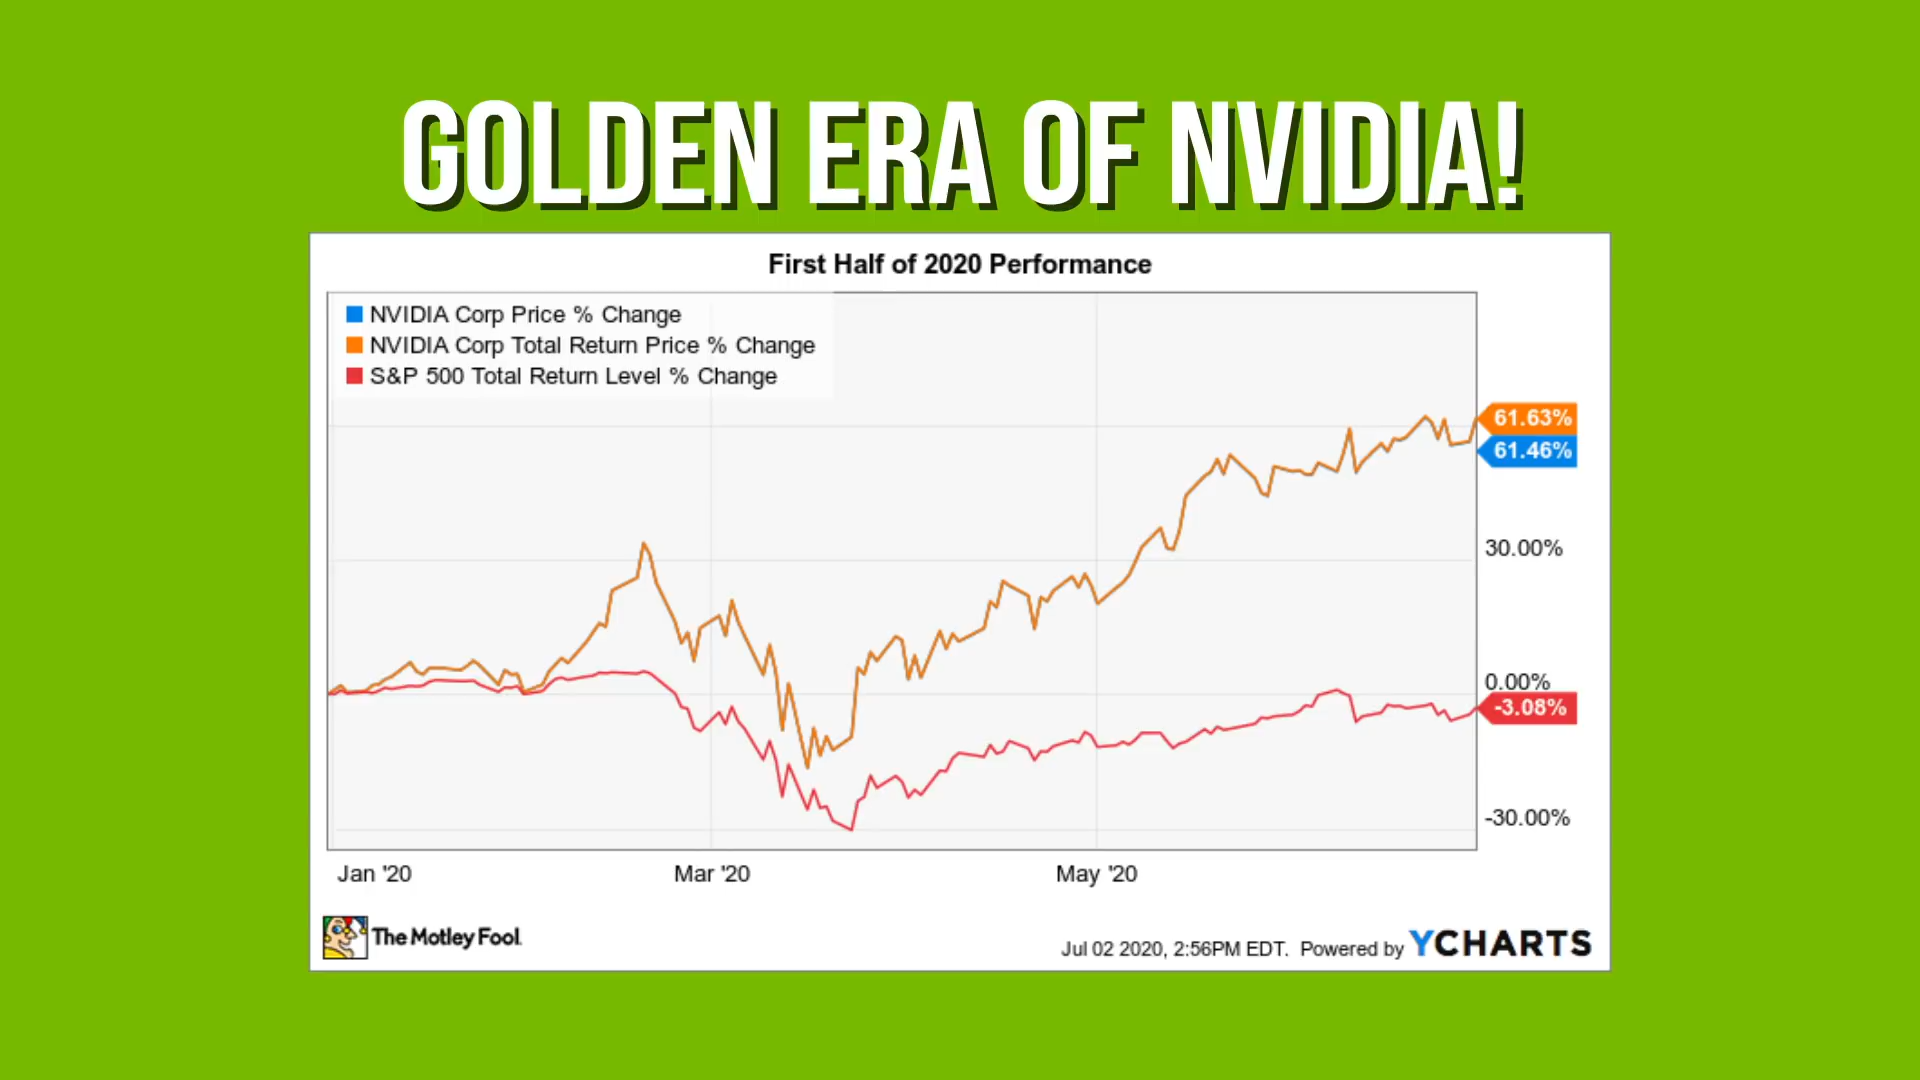 GOLDEN ERA OF NVIDIA!
First Half of 2020 Performance
NVIDIA Corp Price % Change
NVIDIA Corp Total Return Price % Change
S&P 500 Total Return Level % Change
61.63%
61.46%
30.00%
0.00%
-3.08%
-30.00%
Jan '20 Mar '20 May '20
The Motley Fool.
Jul 02 2020, 2:56PM EDT. Powered by YCHARTS